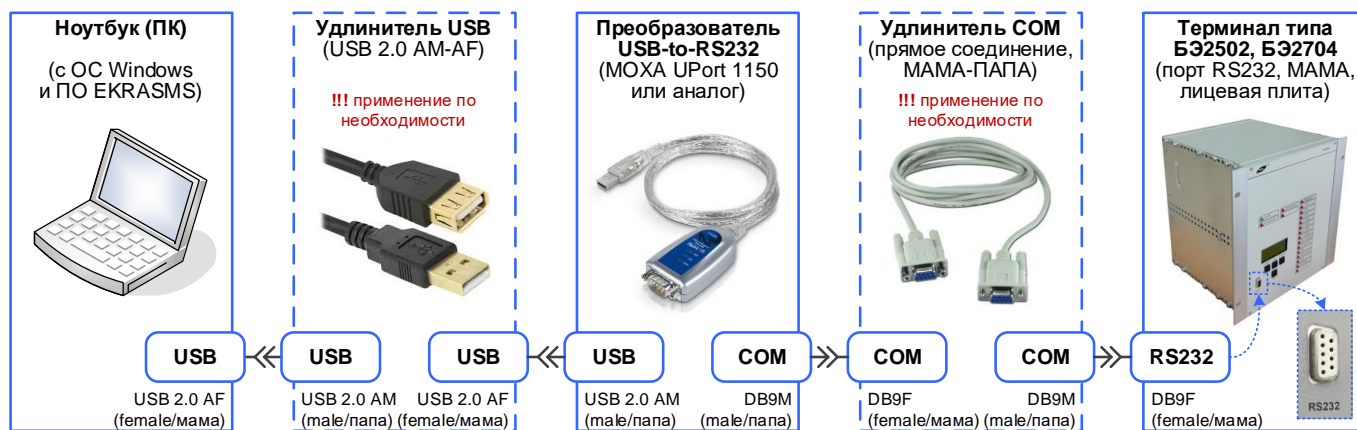 Ноутбук (ПК)
(с ОС Windows
и ПО EKRASMS)
USB
USB 2.0 AF
(female/мама)
Удлинитель USB
(USB 2.0 AM-AF)
!!! применение по
необходимости
USB
USB
USB 2.0 AM
(male/папа)
USB 2.0 AF
(female/мама)
Преобразователь
USB-to-RS232
(MOXA UPort 1150
или аналог)
USB
COM
USB 2.0 AM
(male/папа)
DB9M
(male/папа)
Удлинитель COM
(прямое соединение,
МАМА-ПАПА)
!!! применение по
необходимости
COM
COM
DB9F
(female/мама)
DB9M
(male/папа)
Терминал типа
БЭ2502, БЭ2704
(порт RS232, МАМА,
лицевая плита)
RS232
DB9F
(female/мама)
RS232